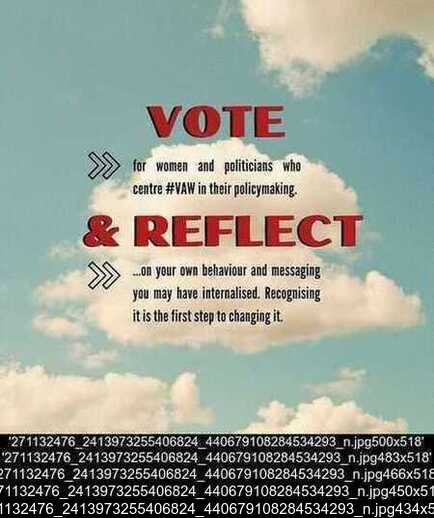 VOTE
for women and politicians who
centre #VAW in their policymaking.
& REFLECT
...on your own behaviour and messaging
you may have internalised. Recognising
it is the first step to changing it.
'271132476_2413973255406824_440679108284534293_n.jpg500x518'
'271132476_2413973255406824_440679108284534293_n.jpg483x518'
271132476_2413973255406824_440679108284534293_n.jpg466x518
71132476_2413973255406824_440679108284534293_n.jpg450x51
1132476_2413973255406824_440679108284534293_n.jpg434x5